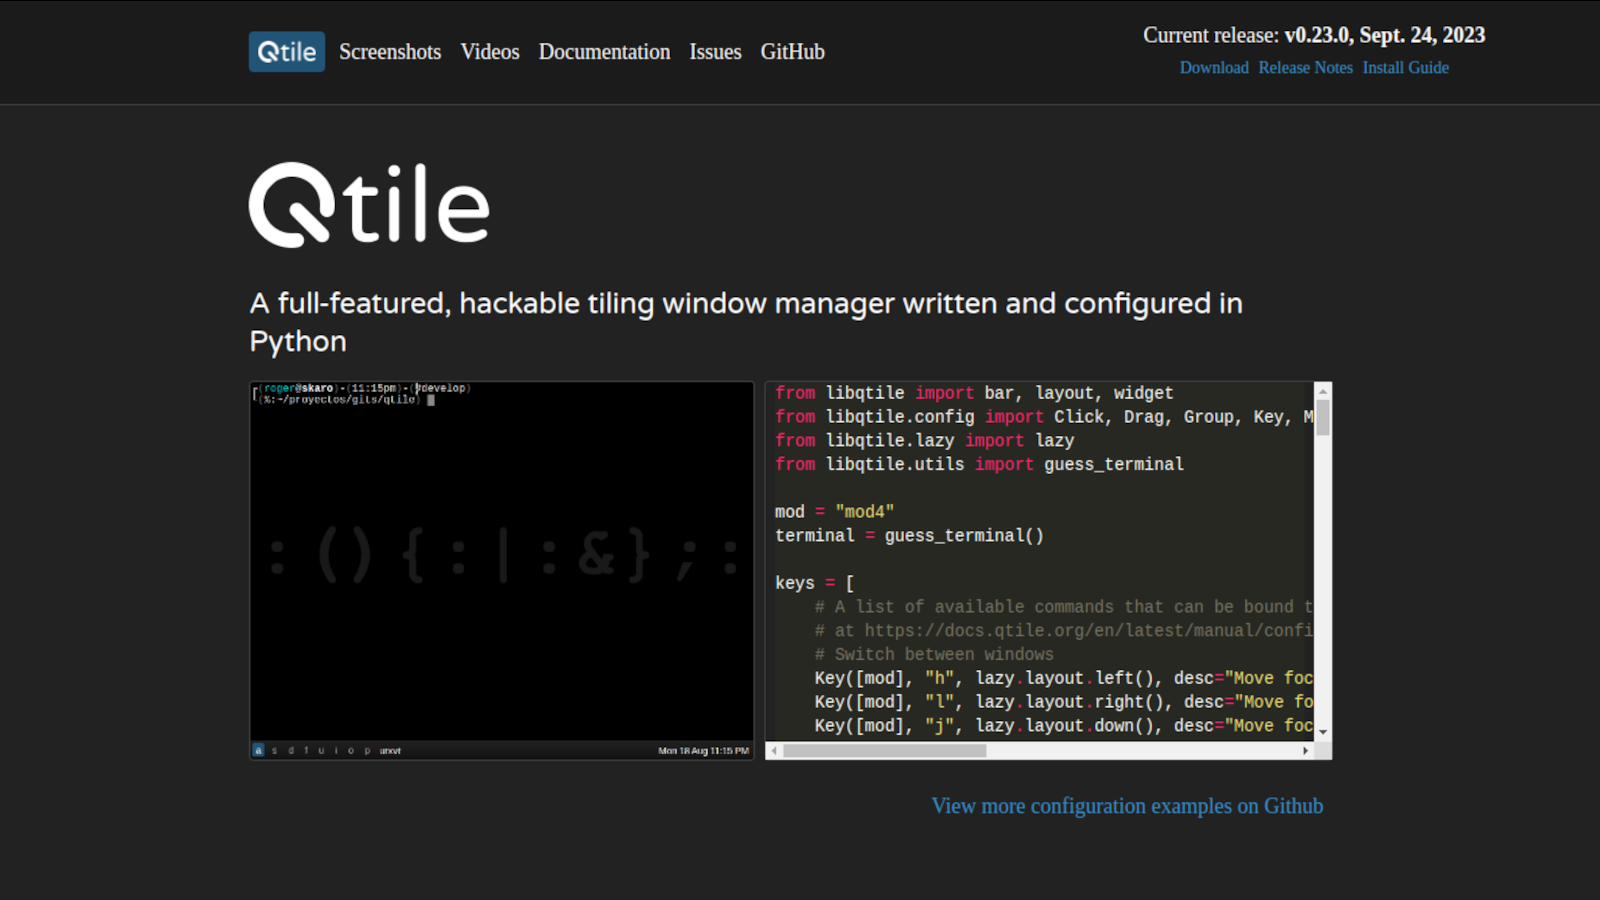 Qtile Screenshots Videos Documentation Issues GitHub
Current release: v0.23.0, Sept. 24, 2023
Download Release Notes Install Guide
Qtile
A full-featured, hackable tiling window manager written and configured in
Python
(roger@skaro)-(11:15pm)-(develop)
(%:~/proyectos/gits/qtile)
:(){:|:&};:
a s d f u i o p urxvt
Mon 18 Aug 11:15 PM
from libqtile import bar, layout, widget
from libqtile.config import Click, Drag, Group, Key, M
from libqtile.lazy import lazy
from libqtile.utils import guess_terminal
mod = "mod4"
terminal = guess_terminal()
keys = [
# A list of available commands that can be bound t
# at https://docs.qtile.org/en/latest/manual/confi
# Switch between windows
Key([mod], "h", lazy.layout.left(), desc="Move foc
Key([mod], "l", lazy.layout.right(), desc="Move fo
Key([mod], "j", lazy.layout.down(), desc="Move foc
View more configuration examples on Github